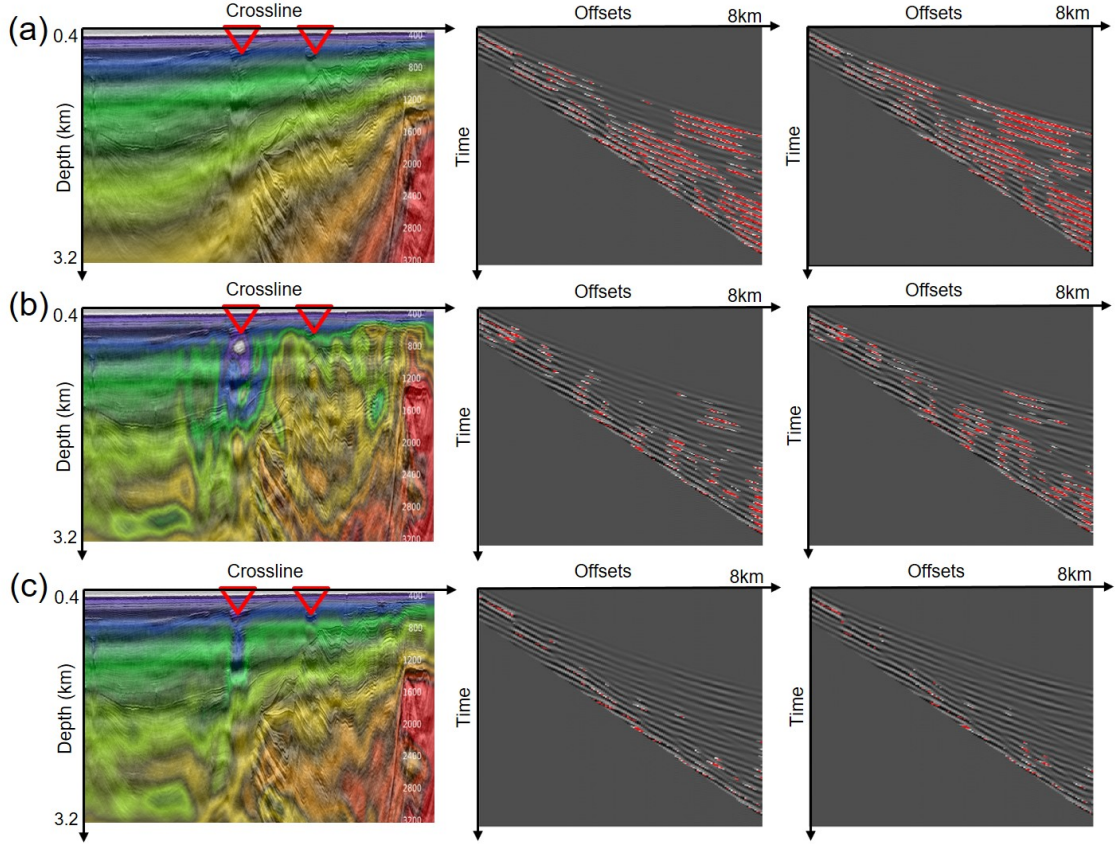 (a)
Crossline
Offsets
8km
Offsets
8km
0.4
Depth (km)
3.2
Time
Time
400
800
1200
1600
2000
2400
2800
3200
(b)
Crossline
Offsets
8km
Offsets
8km
0.4
Depth (km)
3.2
Time
Time
400
800
1200
1600
2000
2400
2800
3200
(c)
Crossline
Offsets
8km
Offsets
8km
0.4
Depth (km)
3.2
Time
Time
400
800
1200
1600
2000
2400
2800
3200